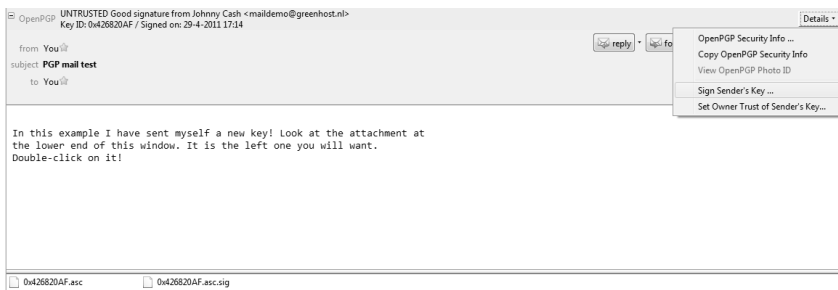 OpenPGP UNTRUSTED Good signature from Johnny Cash <maildemo@greenhost.nl>
Key ID: 0x426820AF / Signed on: 29-4-2011 17:14
Details
from You
reply fo
subject PGP mail test
to You
OpenPGP Security Info ...
Copy OpenPGP Security Info
View OpenPGP Photo ID
Sign Sender's Key ...
Set Owner Trust of Sender's Key...
In this example I have sent myself a new key! Look at the attachment at
the lower end of this window. It is the left one you will want.
Double-click on it!
0x426820AF.asc 0x426820AF.asc.sig